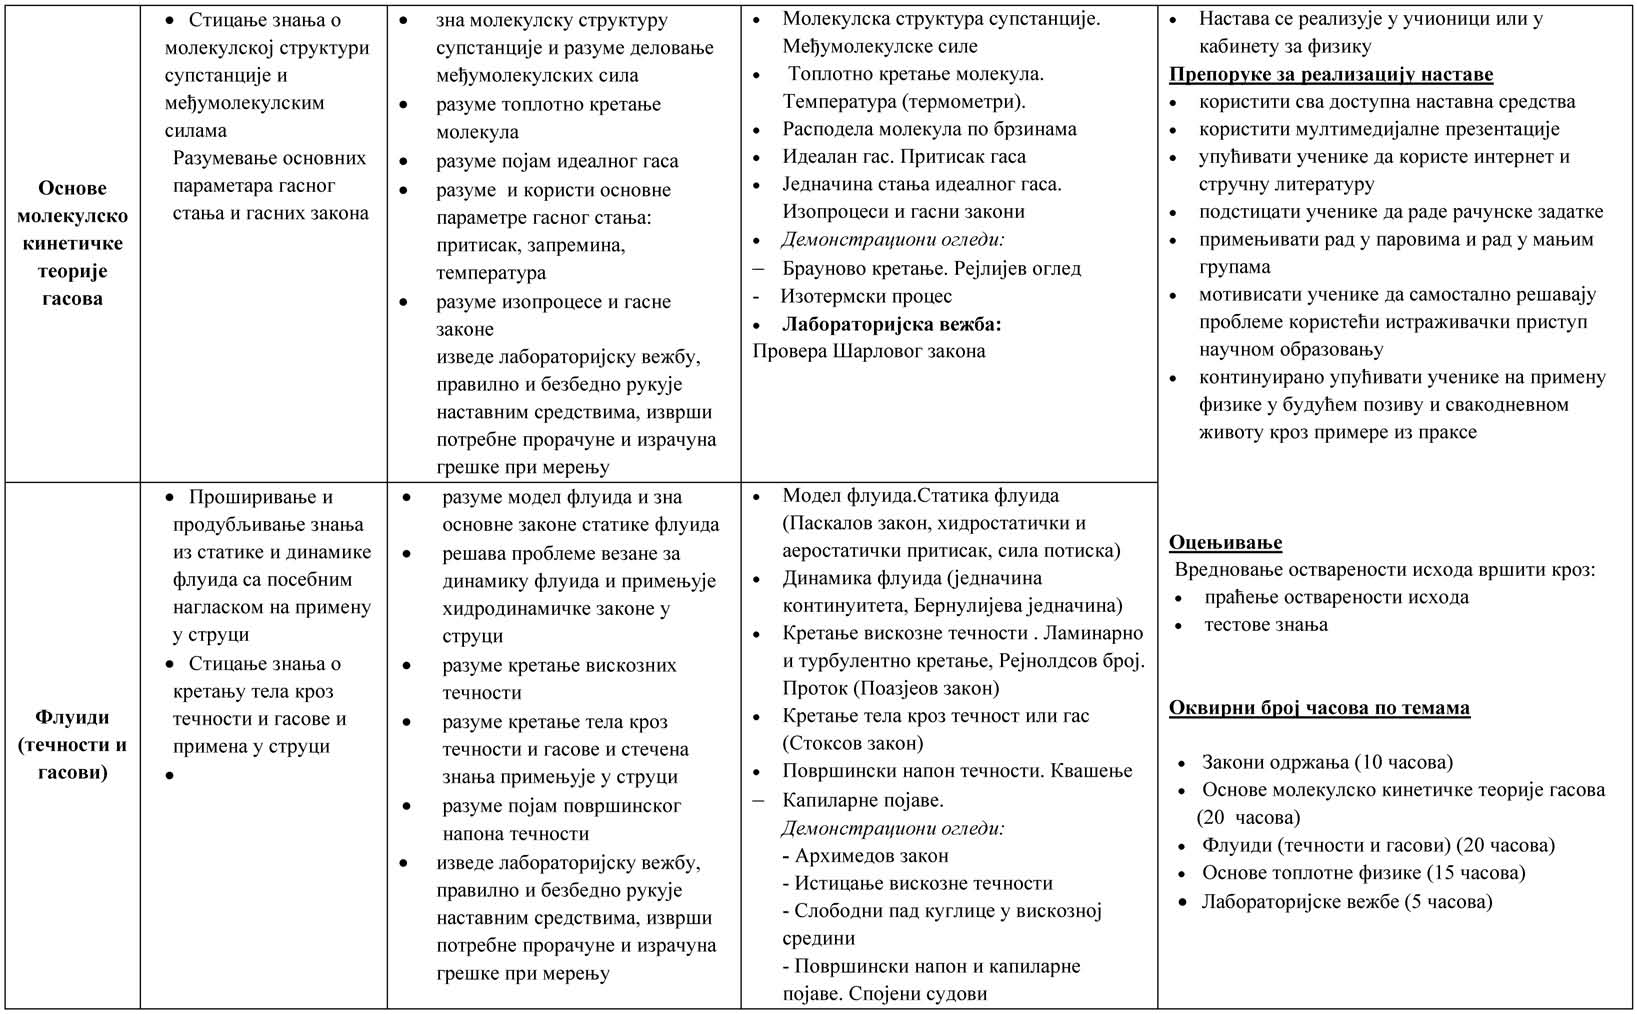 Основе
молекулско
кинетичке
теорије
гасова
• Стицање знања о
молекулској структури
супстанције и
међумолекулским
силама
Разумевање основних
параметара гасног
стања и гасних закона
• зна молекулску структуру
супстанције и разуме деловање
међумолекулских сила
• разуме топлотно кретање
молекула
• разуме појам идеалног гаса
• разуме и користи основне
параметре гасног стања:
притисак, запремина,
температура
• разуме изопроцесе и гасне
законе
изведе лабораторијску вежбу,
правилно и безбедно рукује
наставним средствима, изврши
потребне прорачуне и израчуна
грешке при мерењу
• Молекулска структура супстанције.
Међумолекулске силе
• Топлотно кретање молекула.
Температура (термометри).
• Расподела молекула по брзинама
• Идеалан гас. Притисак гаса
• Једначина стања идеалног гаса.
Изопроцеси и гасни закони
• Демонстрациони огледи:
– Брауново кретање. Рејлијев оглед
- Изотермски процес
• Лабораторијска вежба:
Провера Шарловог закона
• Настава се реализује у учионици или у
кабинету за физику
Препоруке за реализацију наставе
• користити сва доступна наставна средства
• користити мултимедијалне презентације
• упућивати ученике да користе интернет и
стручну литературу
• подстицати ученике да раде рачунске задатке
• примењивати рад у паровима и рад у мањим
групама
• мотивисати ученике да самостално решавају
проблеме користећи истраживачки приступ
научном образовању
• континуирано упућивати ученике на примену
физике у будућем позиву и свакодневном
животу кроз примере из праксе
Оцењивање
Вредновање остварености исхода вршити кроз:
• праћење остварености исхода
• тестове знања
Оквирни број часова по темама
• Закони одржања (10 часова)
• Основе молекулско кинетичке теорије гасова
(20 часова)
• Флуиди (течности и гасови) (20 часова)
• Основе топлотне физике (15 часова)
• Лабораторијске вежбе (5 часова)
Флуиди
(течности и
гасови)
• Проширивање и
продубљивање знања
из статике и динамике
флуида са посебним
нагласком на примену
у струци
• Стицање знања о
кретању тела кроз
течности и гасове и
примена у струци
•
• разуме модел флуида и зна
основне законе статике флуида
• решава проблеме везане за
динамику флуида и примењује
хидродинамичке законе у
струци
• разуме кретање вискозних
течности
• разуме кретање тела кроз
течности и гасове и стечена
знања примењује у струци
• разуме појам површинског
напона течности
• изведе лабораторијску вежбу,
правилно и безбедно рукује
наставним средствима, изврши
потребне прорачуне и израчуна
грешке при мерењу
• Модел флуида.Статика флуида
(Паскалов закон, хидростатички и
аеростатички притисак, сила потиска)
• Динамика флуида (једначина
континуитета, Бернулијева једначина)
• Кретање вискозне течности . Ламинарно
и турбулентно кретање, Рејнолдсов број.
Проток (Поазјеов закон)
• Кретање тела кроз течност или гас
(Стоксов закон)
• Површински напон течности. Квашење
– Капиларне појаве.
Демонстрациони огледи:
- Архимедов закон
- Истицање вискозне течности
- Слободни пад куглице у вискозној
средини
- Површински напон и капиларне
појаве. Спојени судови